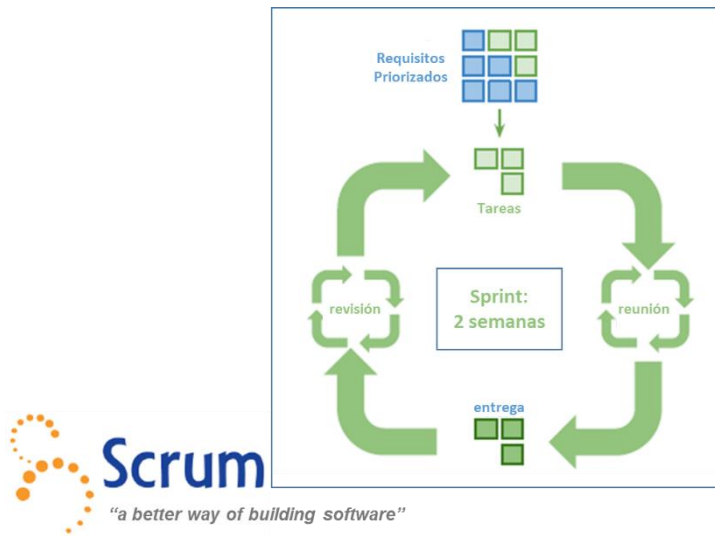 Requisitos
Priorizados
Tareas
revisión
Sprint:
2 semanas
reunión
entrega
Scrum
“a better way of building software”